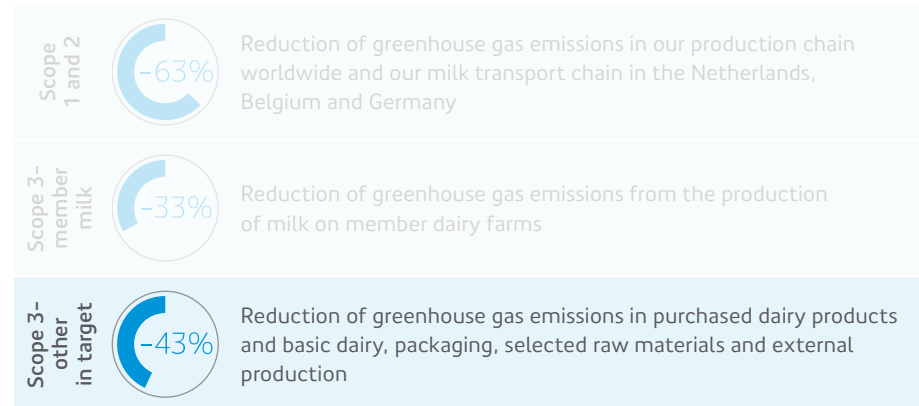 Scope
1 and 2
-63%
Reduction of greenhouse gas emissions in our production chain
worldwide and our milk transport chain in the Netherlands,
Belgium and Germany
Scope 3-
member
milk
-33%
Reduction of greenhouse gas emissions from the production
of milk on member dairy farms
Scope 3-
other
in target
-43%
Reduction of greenhouse gas emissions in purchased dairy products
and basic dairy, packaging, selected raw materials and external
production